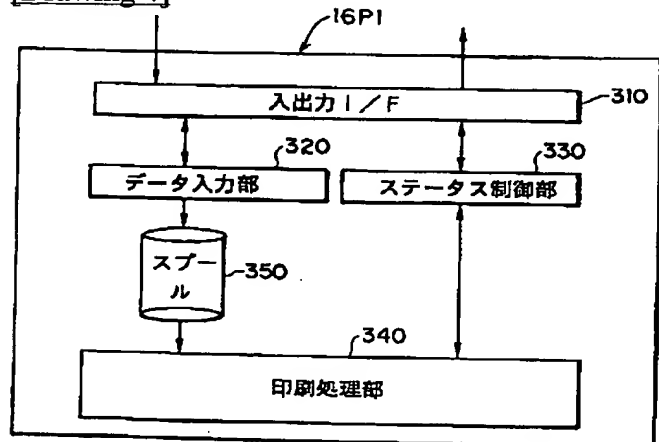 16P1
入出力 I/F
310
320
330
データ入力部
ステータス制御部
スプー
ル
350
340
印刷処理部